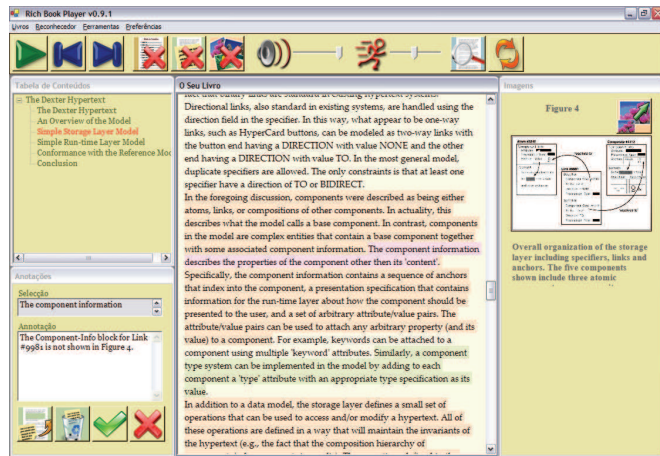 Rich Book Player v0.9.1
Livros Reconhecedor Ferramentas Preferências
Tabela de Conteúdos
The Dexter Hypertext
The Dexter Hypertext
An Overview of the Model
Simple Storage Layer Model
Simple Run-time Layer Model
Conformance with the Reference Mod
Conclusion
Anotações
Selecção
The component information
Annotação
The Component-Info block for Link
#9981 is not shown in Figure 4.
O Seu Livro
fact that binary links are standard in existing hypertext systems.
Directional links, also standard in existing systems, are handled using the
direction field in the specifier. In this way, what appear to be one-way
links, such as HyperCard buttons, can be modeled as two-way links with
the button end having a DIRECTION with value NONE and the other
end having a DIRECTION with value TO. In the most general model,
duplicate specifiers are allowed. The only constraints is that at least one
specifier have a direction of TO or BIDIRECT.
In the foregoing discussion, components were described as being either
atoms, links, or compositions of other components. In actuality, this
describes what the model calls a base component. In contrast, components
in the model are complex entities that contain a base component together
with some associated component information. The component information
describes the properties of the component other then its 'content'.
Specifically, the component information contains a sequence of anchors
that index into the component, a presentation specification that contains
information for the run-time layer about how the component should be
presented to the user, and a set of arbitrary attribute/value pairs. The
attribute/value pairs can be used to attach any arbitrary property (and its
value) to a component. For example, keywords can be attached to a
component using multiple 'keyword' attributes. Similarly, a component
type system can be implemented in the model by adding to each
component a 'type' attribute with an appropriate type specification as its
value.
In addition to a data model, the storage layer defines a small set of
operations that can be used to access and/or modify a hypertext. All of
these operations are defined in a way that will maintain the invariants of
the hypertext (e.g., the fact that the composition hierarchy of
Imagens
Figure 4
Overall organization of the storage
layer including specifiers, links and
anchors. The five components
shown include three atomic